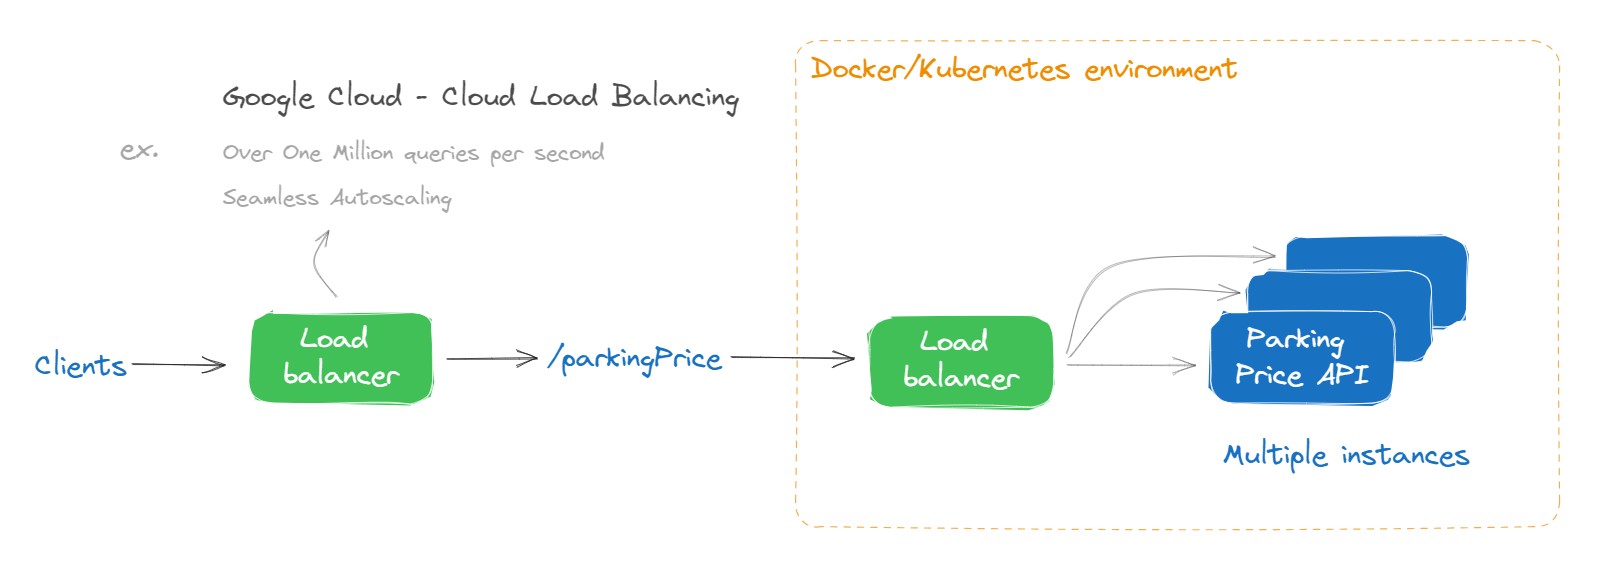 Docker/Kubernetes environment
Google Cloud - Cloud Load Balancing
ex.
Over One Million queries per second
Seamless Autoscaling
Clients
Load
balancer
/parkingPrice
Load
balancer
Parking
Price API
Multiple instances